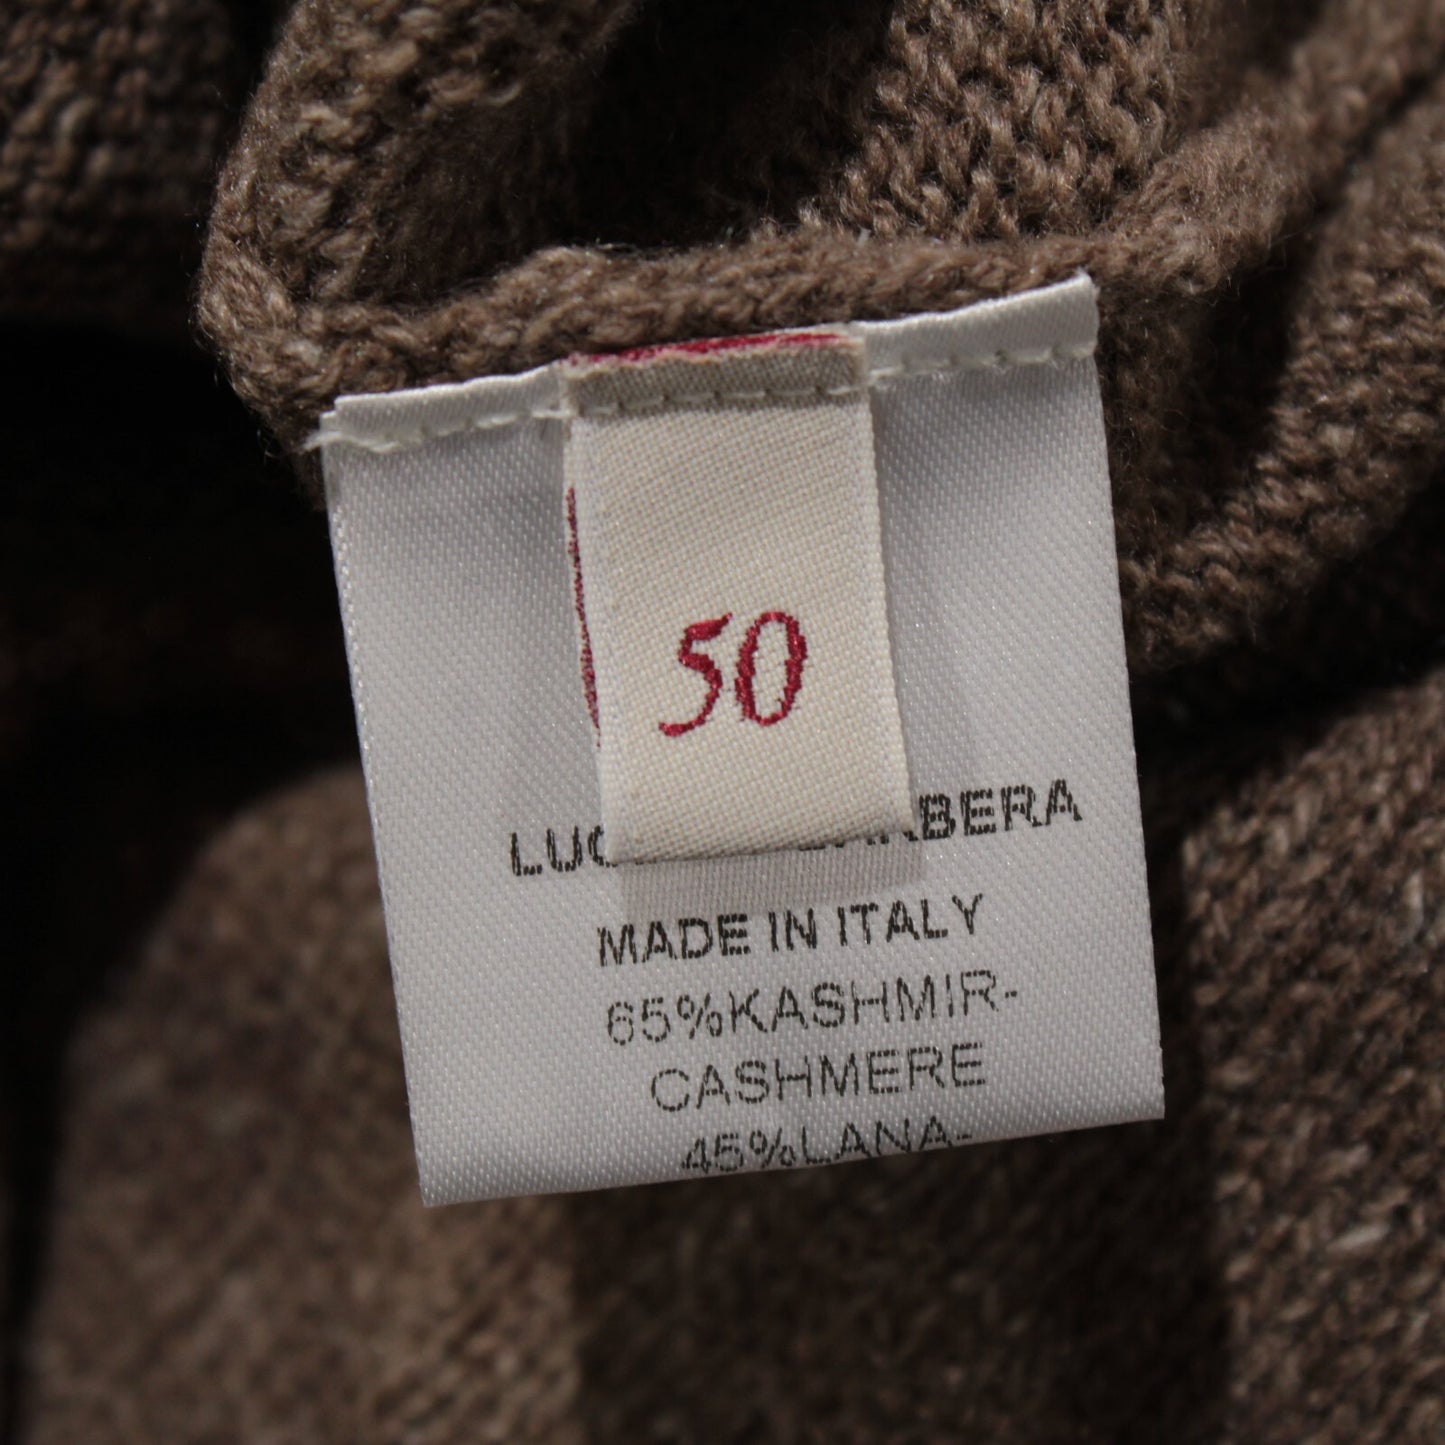 50
MADE IN ITALY
65%KASHMIR-
CASHMERE
45%LANA-